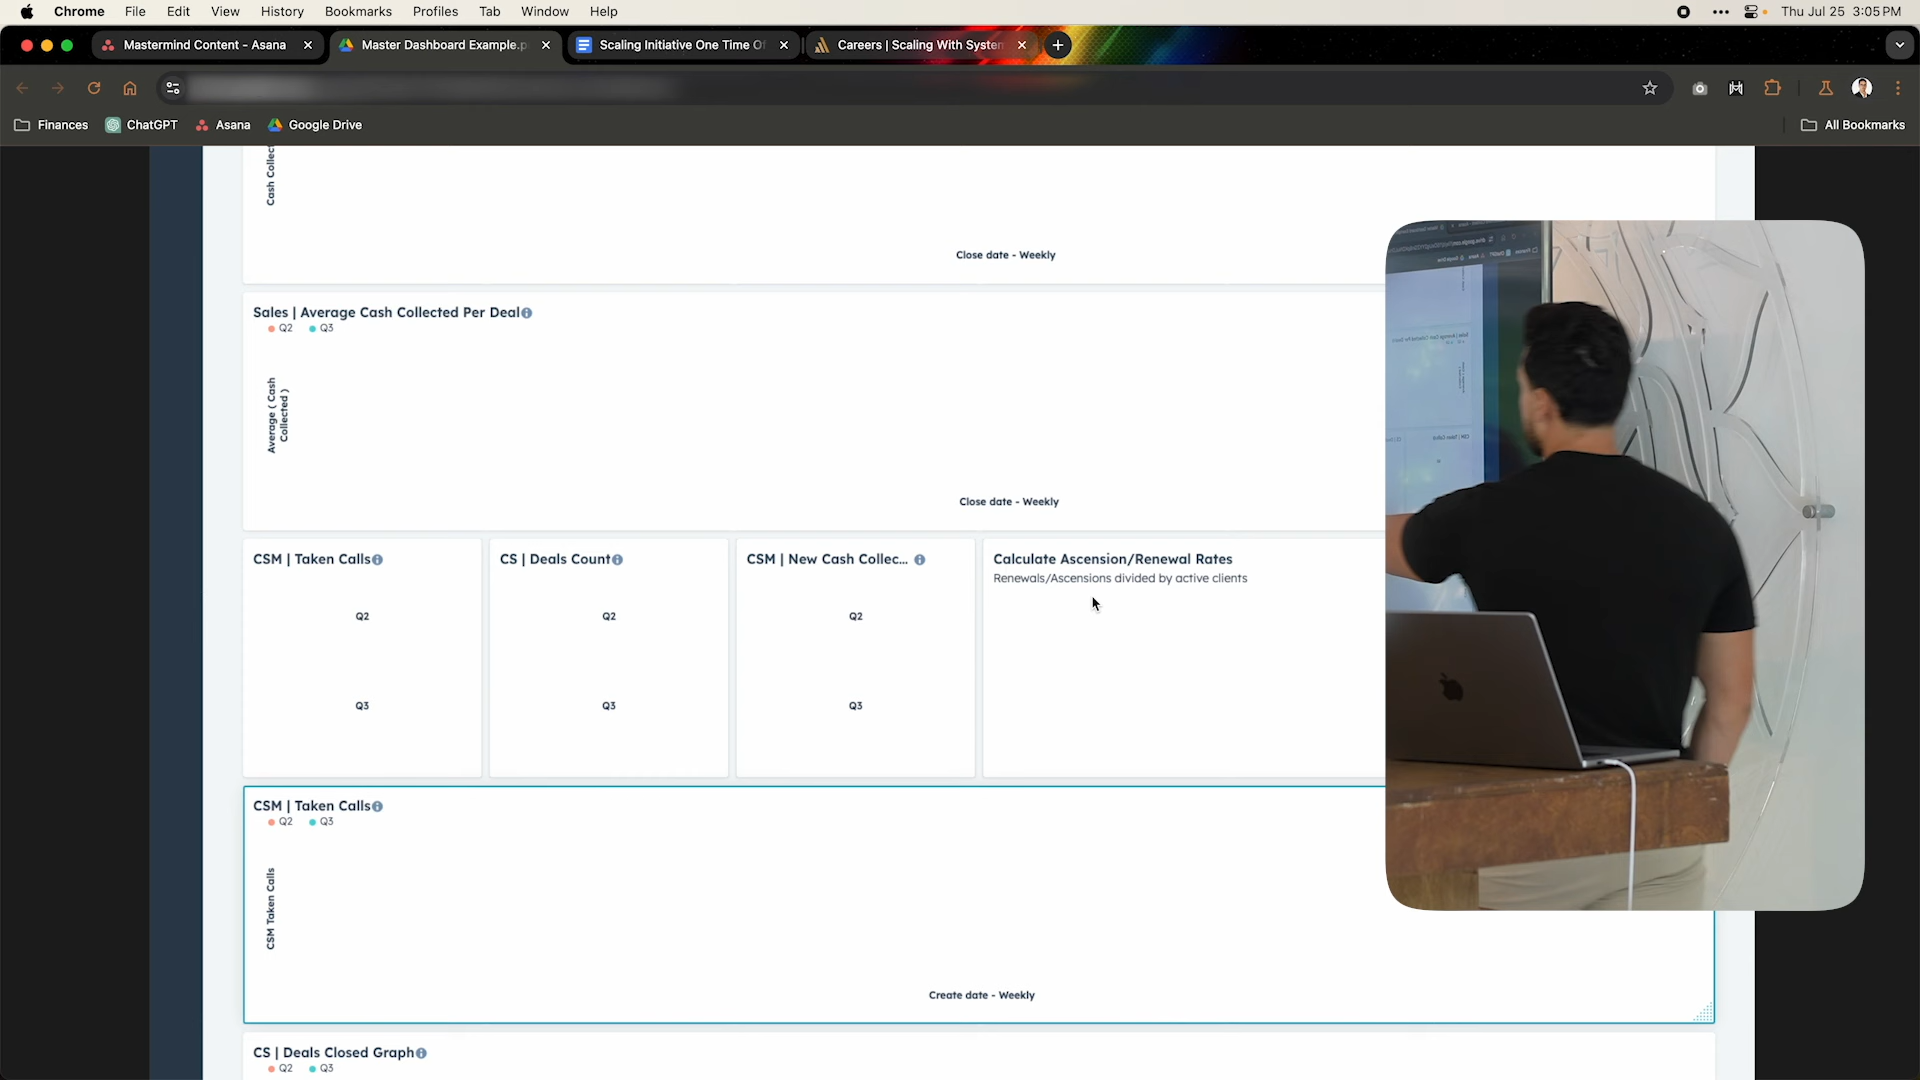 Chrome File Edit View History Bookmarks Profiles Tab Window Help
Thu Jul 25 3:05 PM
Mastermind Content - Asana
Master Dashboard Example.p
Scaling Initiative One Time O
Careers | Scaling With System
Finances ChatGPT Asana Google Drive
All Bookmarks
Cash Collect
Close date - Weekly
Sales | Average Cash Collected Per Deal
Q2 Q3
Average ( Cash
Collected )
Close date - Weekly
CSM | Taken Calls
Q2
Q3
CS | Deals Count
Q2
Q3
CSM | New Cash Collec...
Q2
Q3
Calculate Ascension/Renewal Rates
Renewals/Ascensions divided by active clients
CSM | Taken Calls
Q2 Q3
CSM Taken Calls
Create date - Weekly
CS | Deals Closed Graph
Q2 Q3